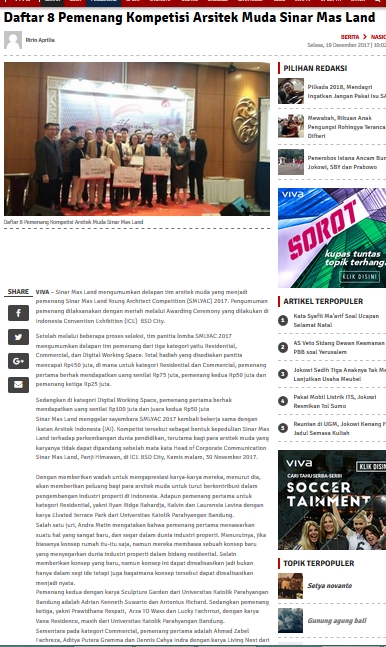 Daftar 8 Pemenang Kompetisi Arsitek Muda Sinar Mas Land
Ririn Aprilia
BERITA > NASIO
Selasa, 19 Desember 2017 | 10:02
Daftar 8 Pemenang Kompetisi Arsitek Muda Sinar Mas Land
SHARE
VIVA – Sinar Mas Land mengumumkan delapan tim arsitek muda yang menjadi
pemenang Sinar Mas Land Young Architect Competition (SMLYAC) 2017. Pengumuman
pemenang dilaksanakan dengan meriah melalui Awarding Ceremony yang dilakukan di
Indonesia Convention Exhibition (ICE) BSD City.
Setelah melalui beberapa proses seleksi, tim panitia lomba SMLYAC 2017
mengumumkan delapan tim pemenang dari tiga kategori yaitu Residential,
Commercial, dan Digital Working Space. Total hadiah yang disediakan panitia
mencapai Rp450 juta, di mana untuk kategori Residential dan Commercial, pemenang
pertama berhak mendapatkan uang senilai Rp75 juta, pemenang kedua Rp50 juta dan
pemenang ketiga Rp25 juta.
Sedangkan di kategori Digital Working Space, pemenang pertama berhak
mendapatkan uang senilai Rp100 juta dan juara kedua Rp50 juta
Sinar Mas Land menggelar sayembara SMLYAC 2017 kembali bekerja sama dengan
Ikatan Arsitek Indonesia (IAI). Kompetisi tersebut sebagai bentuk kepedulian Sinar Mas
Land terhadap perkembangan dunia pendidikan, terutama bagi para arsitek muda yang
karyanya tidak dapat dipandang sebelah mata kata Head of Corporate Communication
Sinar Mas Land, Panji Himawan, di ICE BSD City, Kamis malam, 30 November 2017.
Dengan memberikan wadah untuk mengapresiasi karya-karya mereka, menurut dia,
akan memberikan peluang bagi para arsitek muda untuk turut berkontribusi dalam
pengembangan industri properti di Indonesia. Adapun pemenang pertama untuk
kategori Residential, yakni Ryan Ridge Rahardja, Kalvin dan Laurensie Levina dengan
karya Elevated Terrace Park dari Universitas Katolik Parahyangan Bandung.
Salah satu juri, Andra Matin mengatakan bahwa pemenang pertama menawarkan
suatu hal yang sangat baru, dan segar dalam dunia industri properti. Menurutnya, jika
biasanya konsep rumah itu-itu saja, namun mereka membawa sebuah konsep baru
yang menyegarkan dunia industri properti dalam bidang residential. Selain
memberikan konsep yang baru, namun konsep ini dapat direalisasikan jadi bukan
hanya dalam segi ide tetapi juga bagaimana konsep tersebut dapat direalisasikan
menjadi nyata.
Pemenang kedua dengan karya Sculpture Garden dari Universitas Katolik Parahyangan
Bandung adalah Adrian Kenneth Suwarto dan Antonius Richard. Sedangkan pemenang
ketiga, yakni Prawidhana Respati, Arza 10 Wass dan Lucky Fachrrozi, dengan karya
Vana Residence, masih dari Universitas Katolik Parahyangan Bandung.
Sementara pada kategori Commercial, pemenang pertama adalah Ahmad Zabel
Fachreza, Aditya Putera Gramma dan Dennis Cahya Indra dengan karya Living Next dari
PILIHAN REDAKSI
Pilkada 2018, Mendagri
Ingatkan Jangan Pakai Isu SA
Mewabah, Ribuan Anak
Pengungsi Rohingya Teranca
Difteri
Penerobos Istana Ancam Bun
Jokowi, SBY dan Prabowo
VIVA
SOROT
kupas tuntas
topik terhanga
KLIK DISINI
ARTIKEL TERPOPULER
1 Kata Syafii Ma'arif Soal Ucapan
Selamat Natal
2 AS Veto Sidang Dewan Keamanan
PBB soal Yerusalem
3 Jokowi Sedih Tiga Anaknya Tak Ma
Lanjutkan Usaha Meubel
4 Pakai Mobil Listrik ITS, Jokowi
Resmikan Tol Sumo
5 Reunian di UGM, Jokowi Kenang F
Jadul Semasa Kuliah
VIVA
KLIK DISIN
CARI TAHU SERBA-SERBI
SOCCER
TAINMENT
TOPIK TERPOPULER
Setya novanto
Gunung agung bali